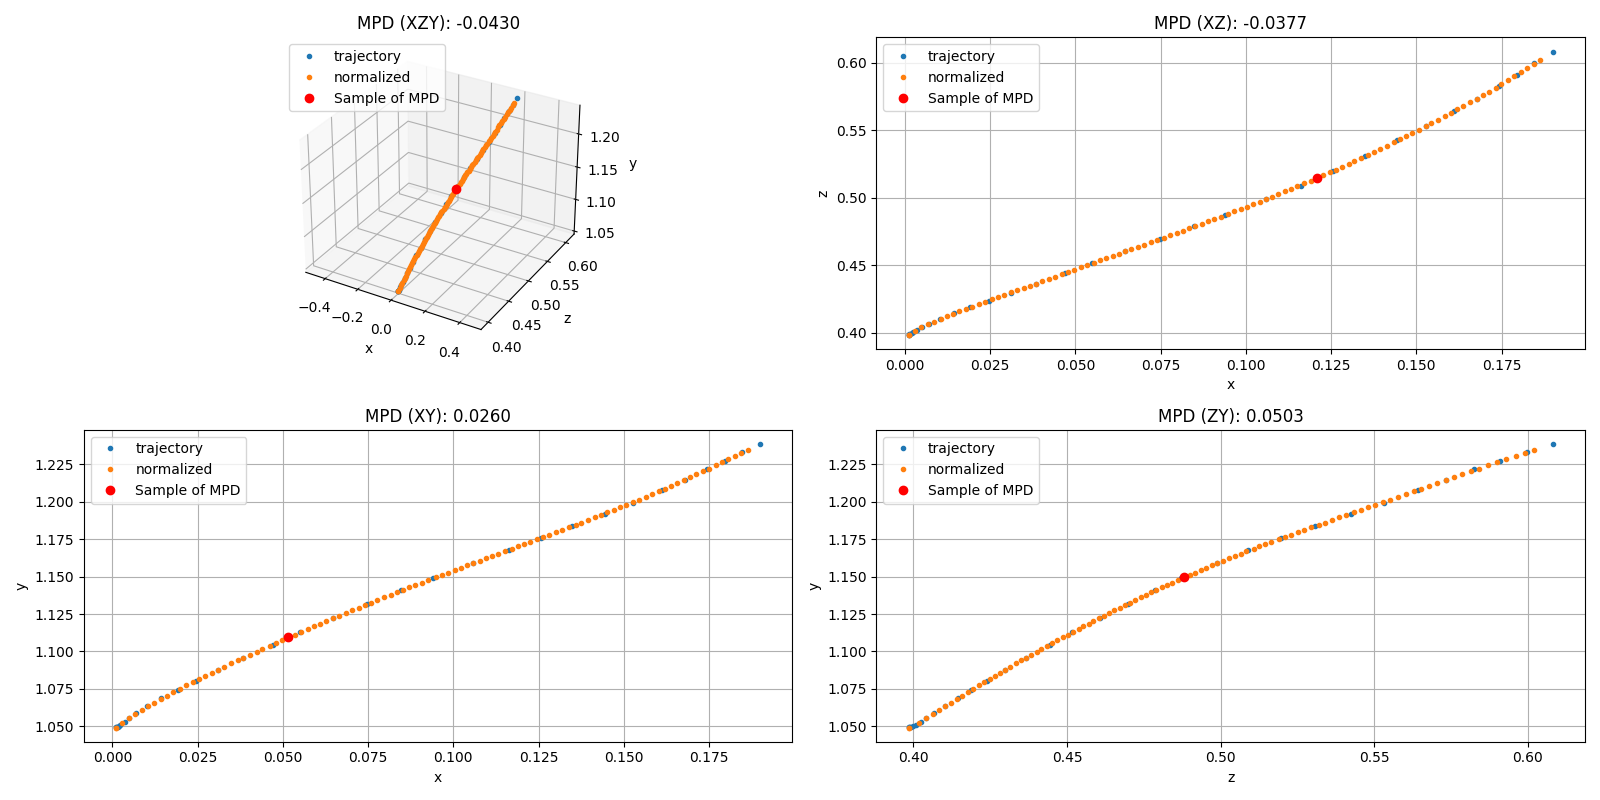 MPD (XZY): -0.0430
trajectory
normalized
Sample of MPD
1.20
1.15
1.10
1.05
y
0.60
0.55
0.50
0.45
0.40
z
−0.4
−0.2
0.0
0.2
0.4
x
MPD (XZ): -0.0377
trajectory
normalized
Sample of MPD
0.60
0.55
0.50
0.45
0.40
z
0.000 0.025 0.050 0.075 0.100 0.125 0.150 0.175
x
MPD (XY): 0.0260
trajectory
normalized
Sample of MPD
1.225
1.200
1.175
1.150
1.125
1.100
1.075
1.050
y
0.000 0.025 0.050 0.075 0.100 0.125 0.150 0.175
x
MPD (ZY): 0.0503
trajectory
normalized
Sample of MPD
1.225
1.200
1.175
1.150
1.125
1.100
1.075
1.050
y
0.40 0.45 0.50 0.55 0.60
z